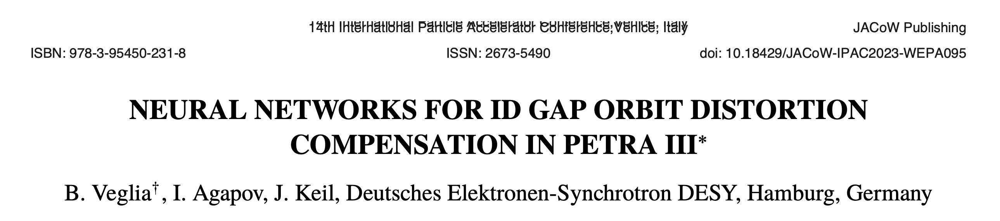 14th International Particle Accelerator Conference, Venice, Italy
JACoW Publishing
ISBN: 978-3-95450-231-8
ISSN: 2673-5490
doi: 10.18429/JACoW-IPAC2023-WEPA095
NEURAL NETWORKS FOR ID GAP ORBIT DISTORTION
COMPENSATION IN PETRA III*
B. Veglia†, I. Agapov, J. Keil, Deutsches Elektronen-Synchrotron DESY, Hamburg, Germany